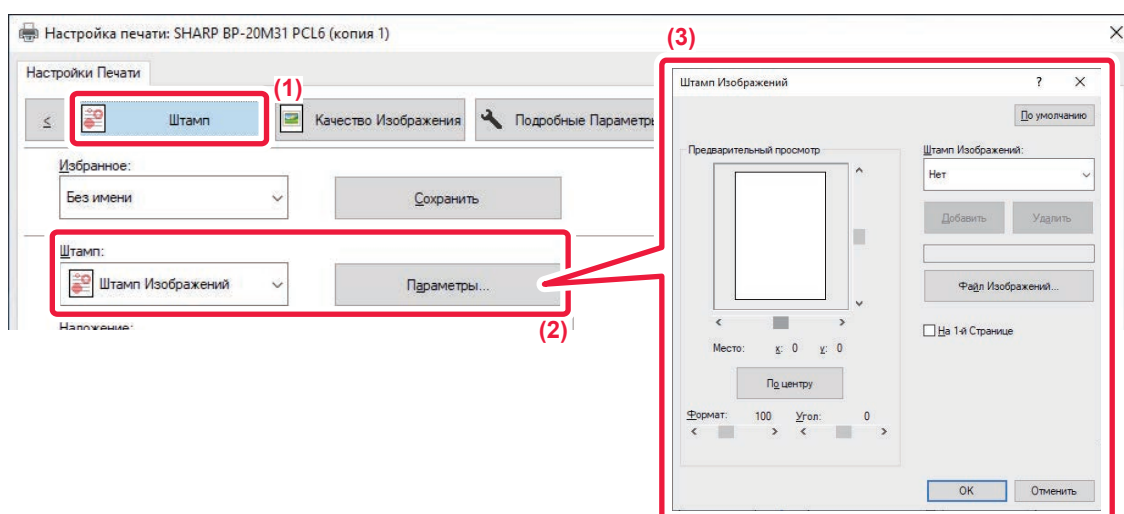 Настройка печати: SHARP BP-20M31 PCL6 (копия 1)
Настройки Печати
(1)
≤ Штамп Качество Изображения Подробные Параметры
Избранное:
Без имени Сохранить
Штамп:
Штамп Изображений Параметры...
(2)
Наложение:
(3)
Штамп Изображений ?
По умолчанию
Предварительный просмотр Штамп Изображений:
Нет
Добавить Удалить
Файл Изображений...
Место: x: 0 y: 0 На 1-й Странице
По центру
Формат: 100 Угол: 0
OK Отменить